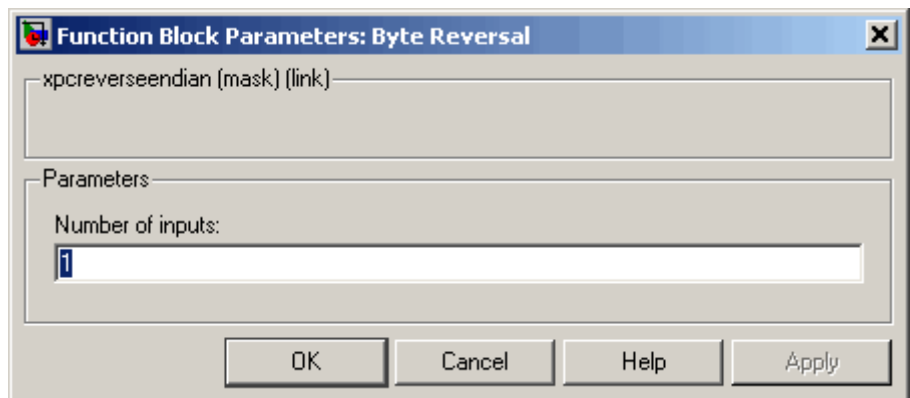 Function Block Parameters: Byte Reversal
xpcreverseendian (mask) (link)
Parameters
Number of inputs:
1
OK Cancel Help Apply